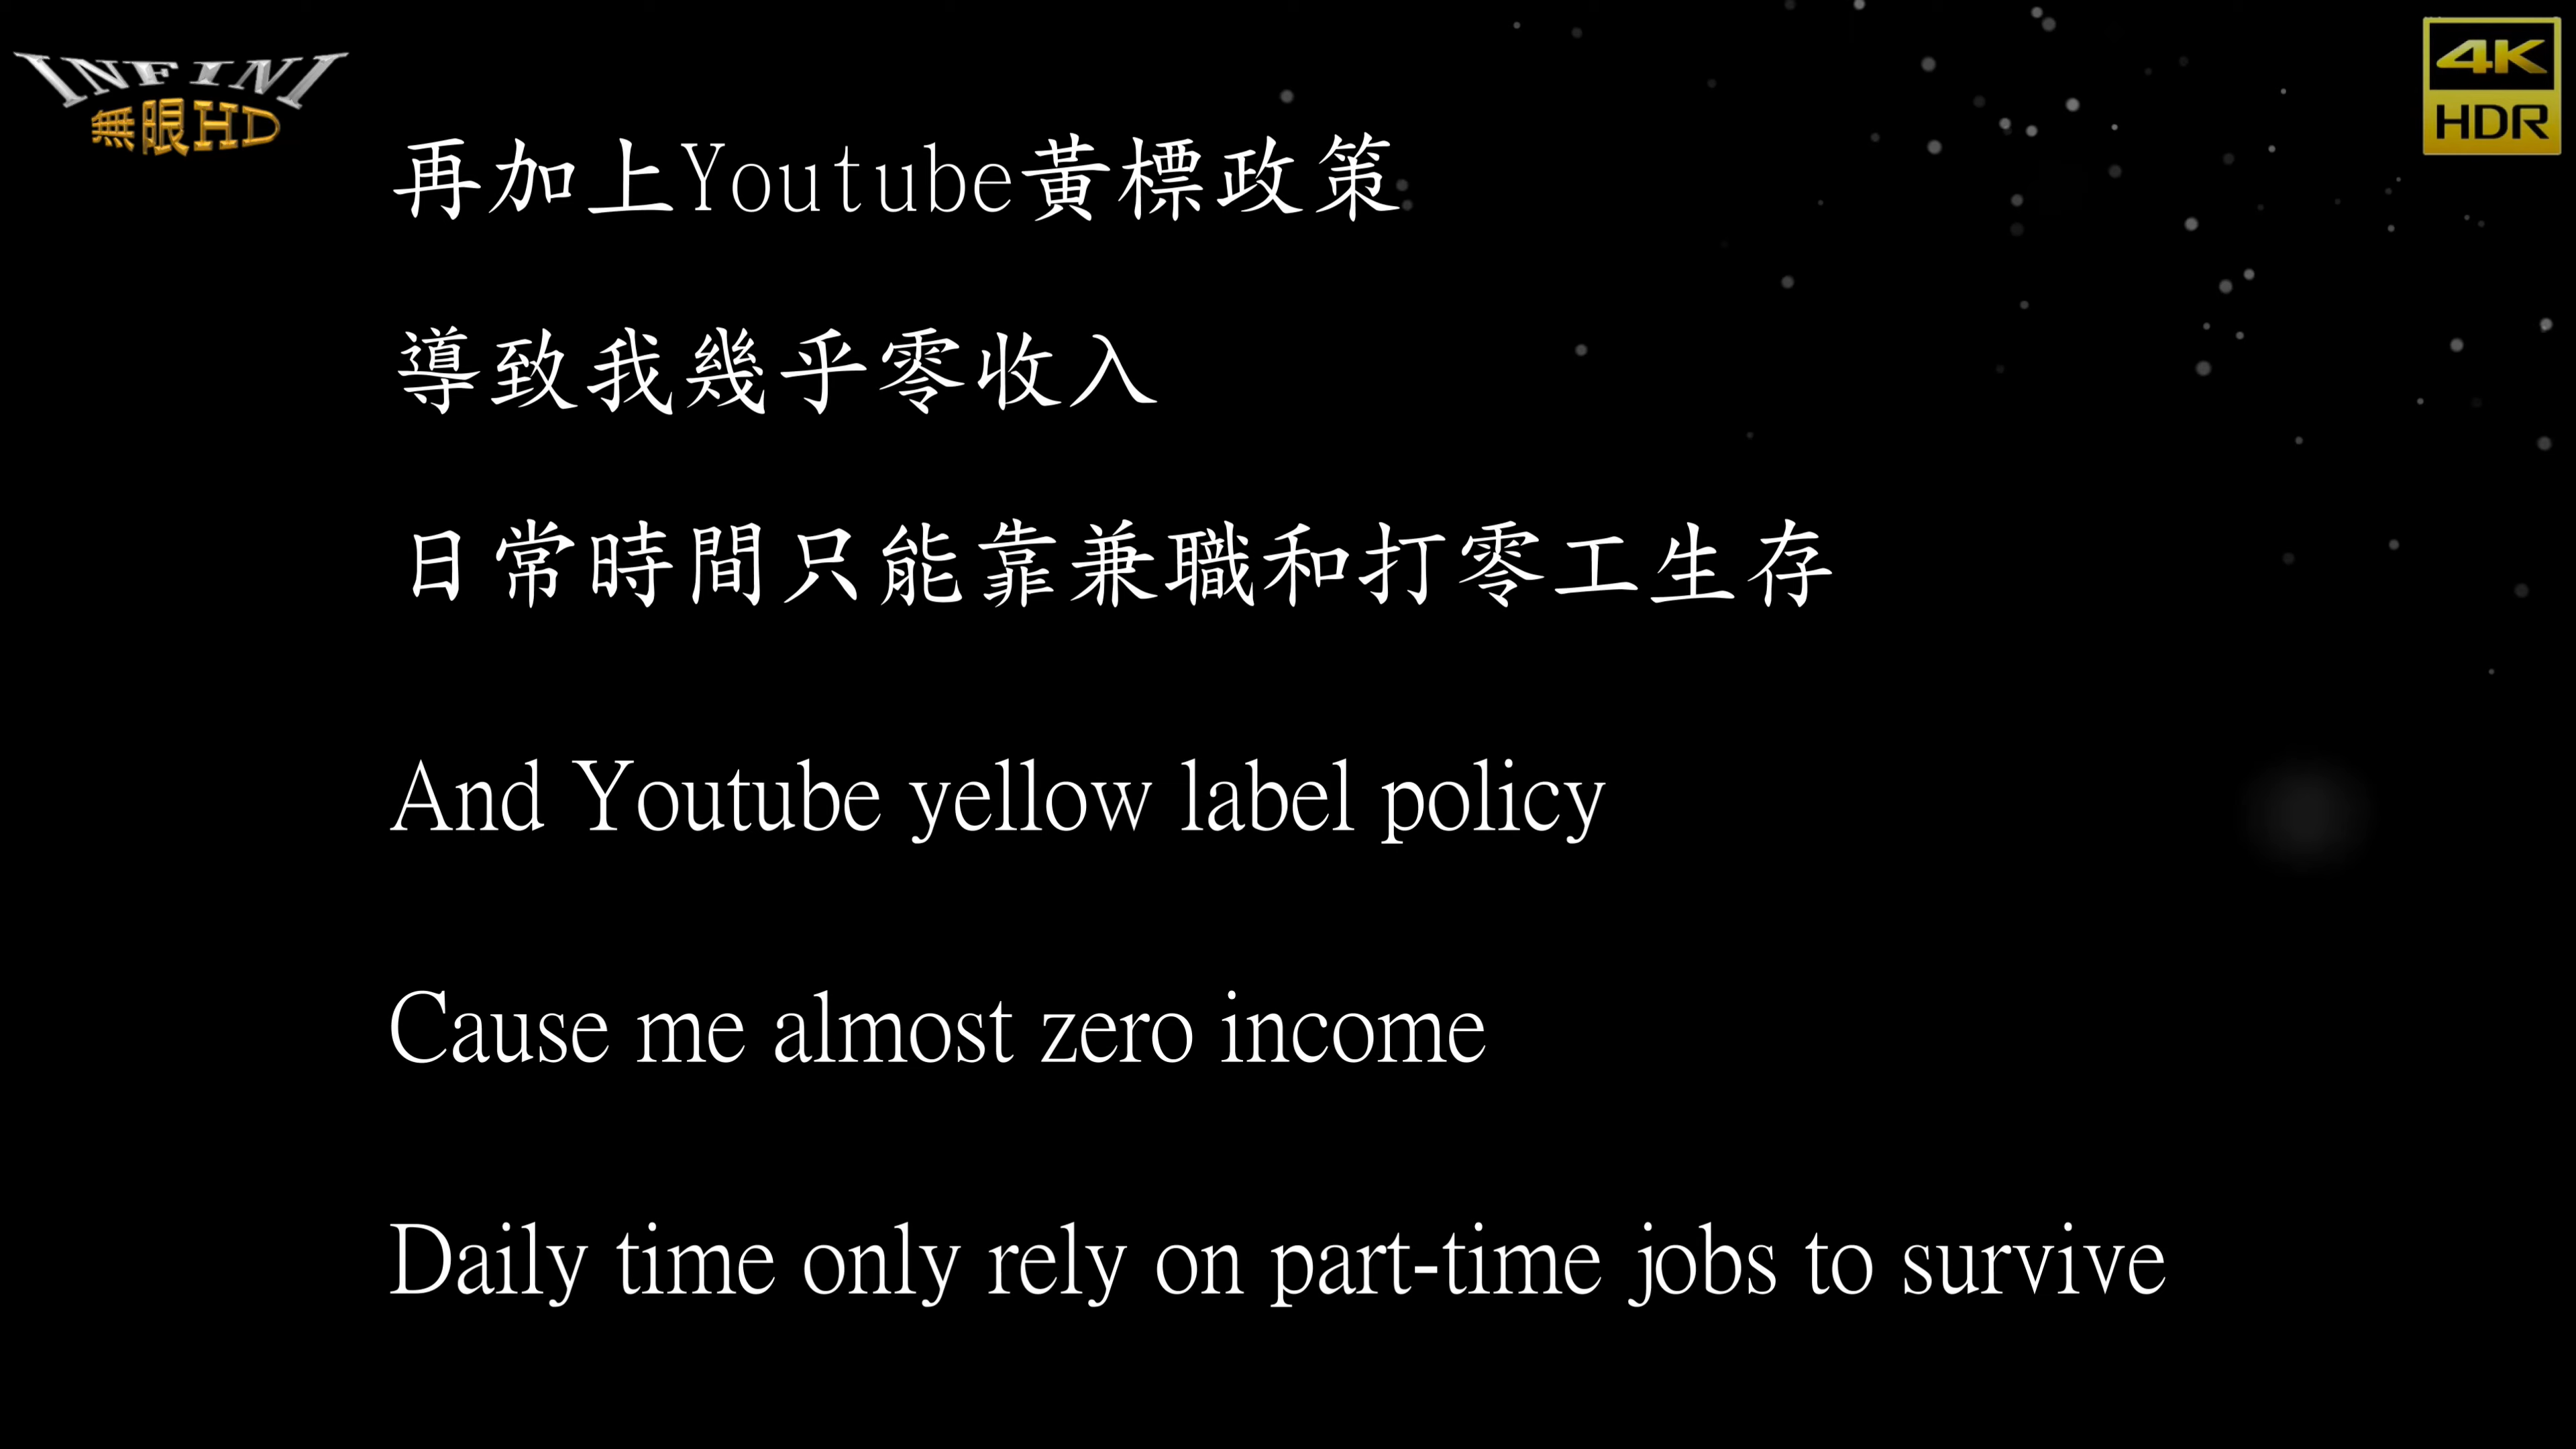 INFINI
無限HD
4K
HDR
再加上Youtube黃標政策
導致我幾乎零收入
日常時間只能靠兼職和打零工生存
And Youtube yellow label policy
Cause me almost zero income
Daily time only rely on part-time jobs to survive